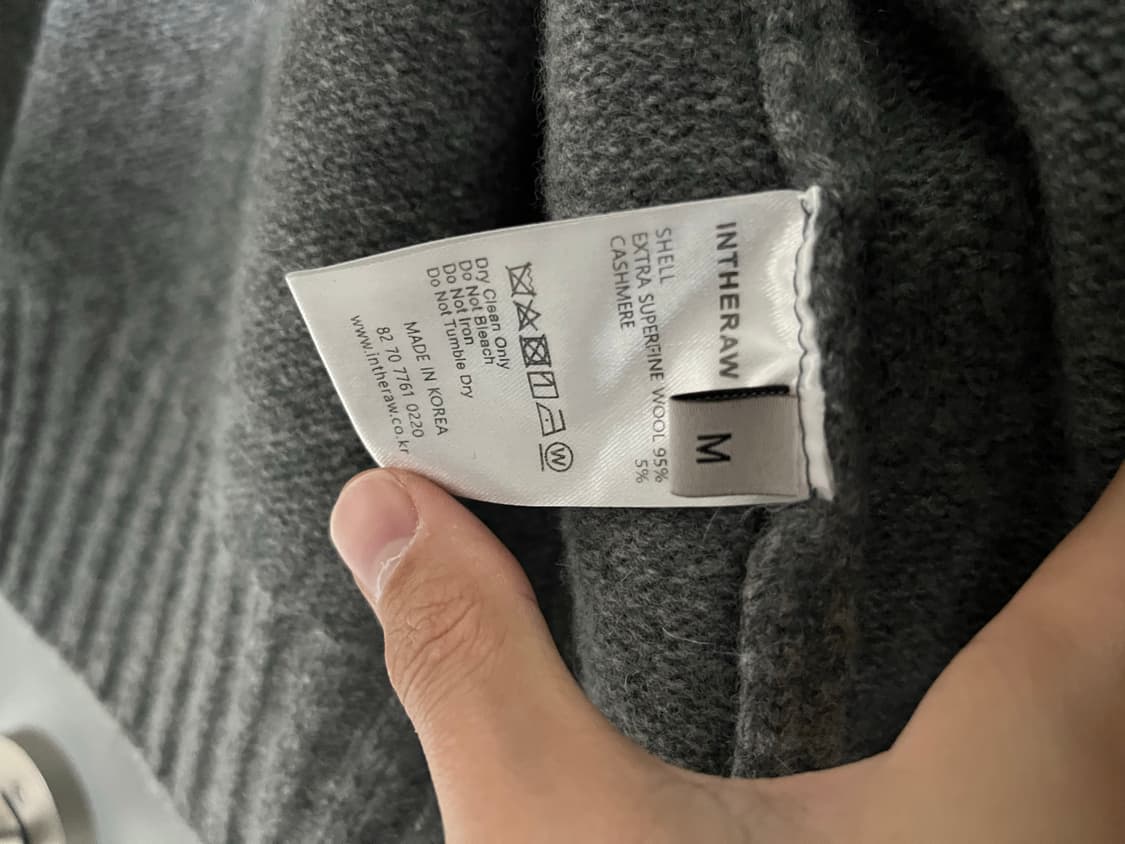 INTHERAW
M
SHELL
EXTRA SUPERFINE WOOL 95%
CASHMERE 5%
W
Dry Clean Only
Do Not Bleach
Do Not Iron
Do Not Tumble Dry
MADE IN KOREA
82 70 7761 0220
www.intheraw.co.kr